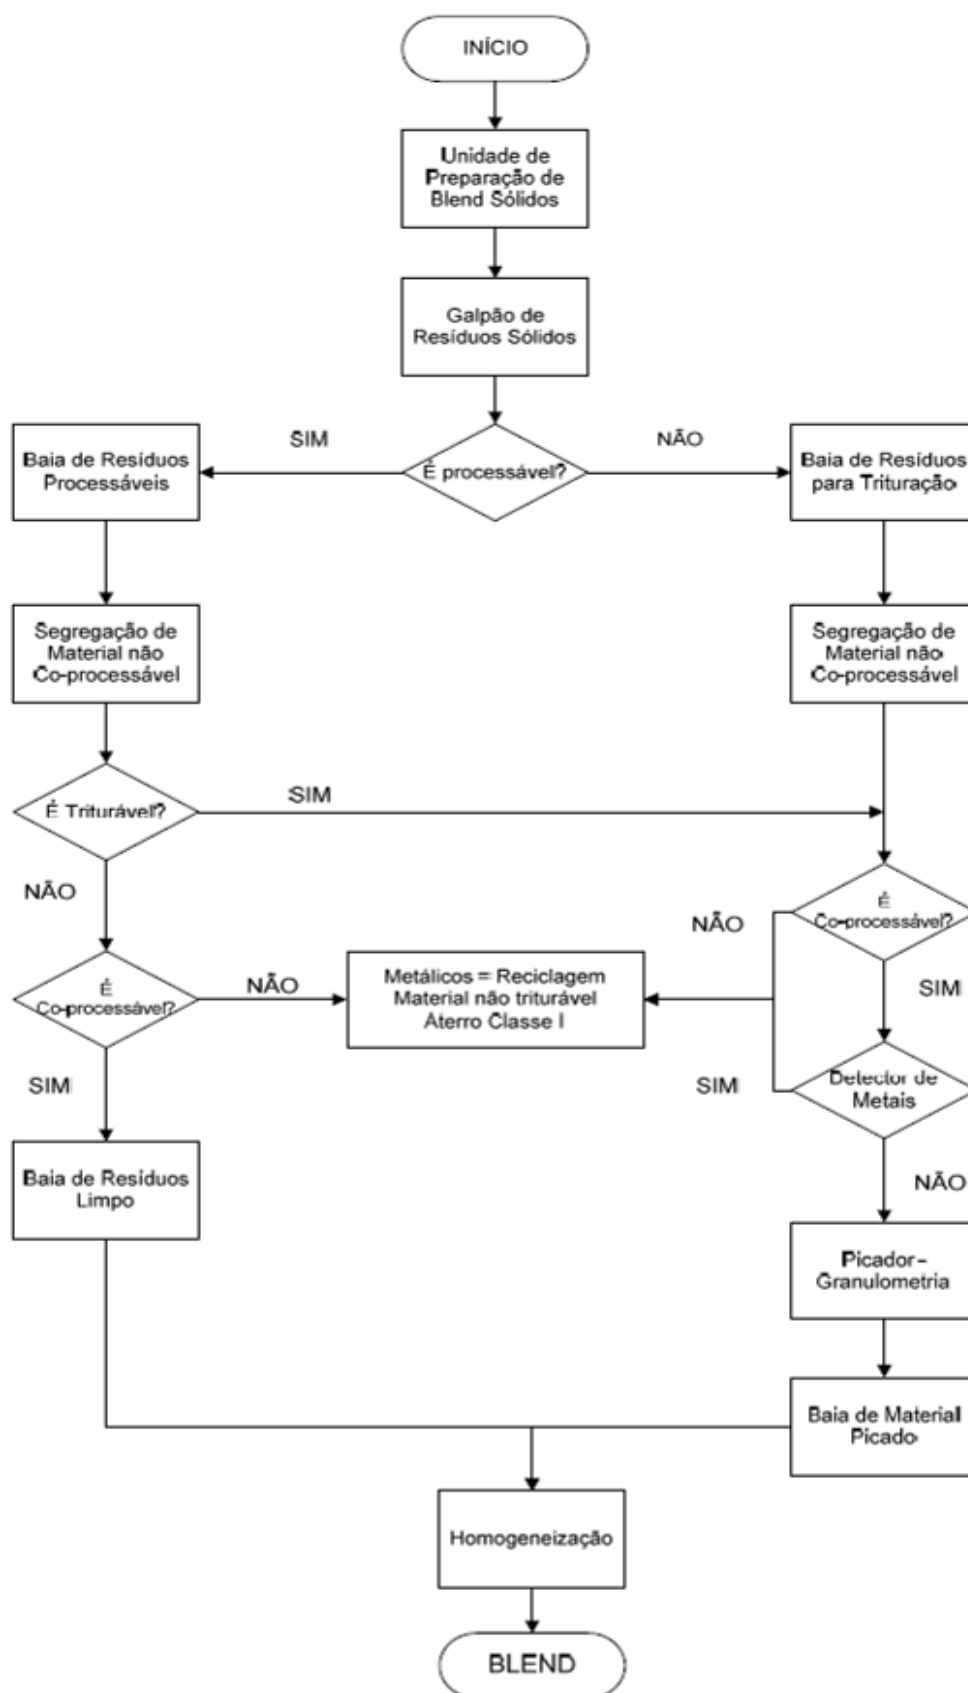 INÍCIO
Unidade de
Preparação de
Blend Sólidos
Galpão de
Resíduos Sólidos
SIM
NÃO
Baia de Resíduos
Processáveis
É processável?
Baia de Resíduos
para Trituração
Segregação de
Material não
Co-processável
Segregação de
Material não
Co-processável
É Triturável?
SIM
NÃO
É
Co-processável?
NÃO
É
Co-processável?
NÃO
Metálicos = Reciclagem
Material não triturável
Aterro Classe I
SIM
SIM
Detector de
Metais
SIM
Baia de Resíduos
Limpo
NÃO
Picador –
Granulometria
Baia de Material
Picado
Homogeneização
BLEND